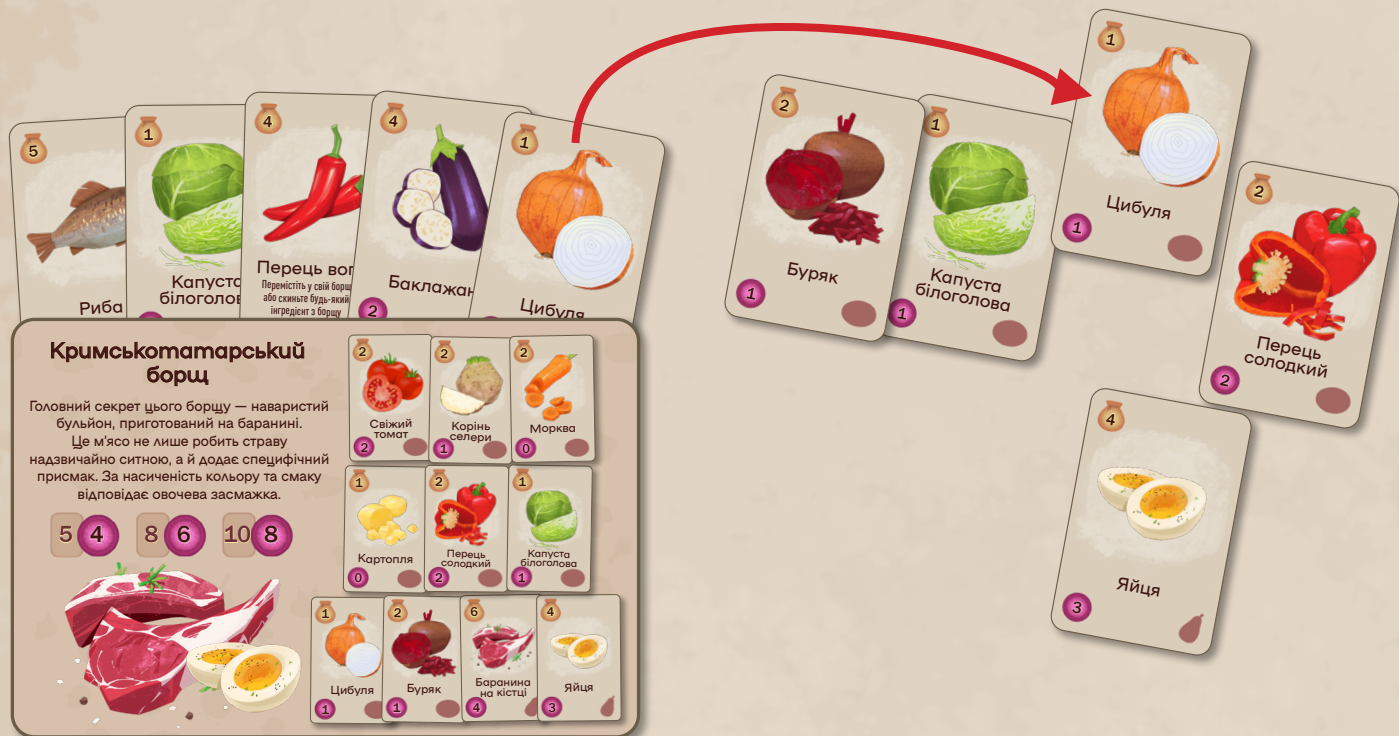 5
Риба
1
Капуста
білоголов
4
Перець вог
Перемістіть у свій борщ
або скиньте будь-який
інгредієнт з борщу
4
Баклажан
2
1
Цибуля
2
Буряк
1
1
Капуста
білоголова
1
1
Цибуля
1
2
Перець
солодкий
2
4
Яйця
3
Кримськотатарський
борщ
Головний секрет цього борщу — наваристий
бульйон, приготований на баранині.
Це м'ясо не лише робить страву
надзвичайно ситною, а й додає специфічний
присмак. За насиченість кольору та смаку
відповідає овочева засмажка.
5 4 8 6 10 8
2
Свіжий
томат
2
2
Корінь
селери
1
2
Морква
0
1
Картопля
0
2
Перець
солодкий
2
1
Капуста
білоголова
1
1
Цибуля
1
2
Буряк
1
6
Баранина
на кістці
4
4
Яйця
3